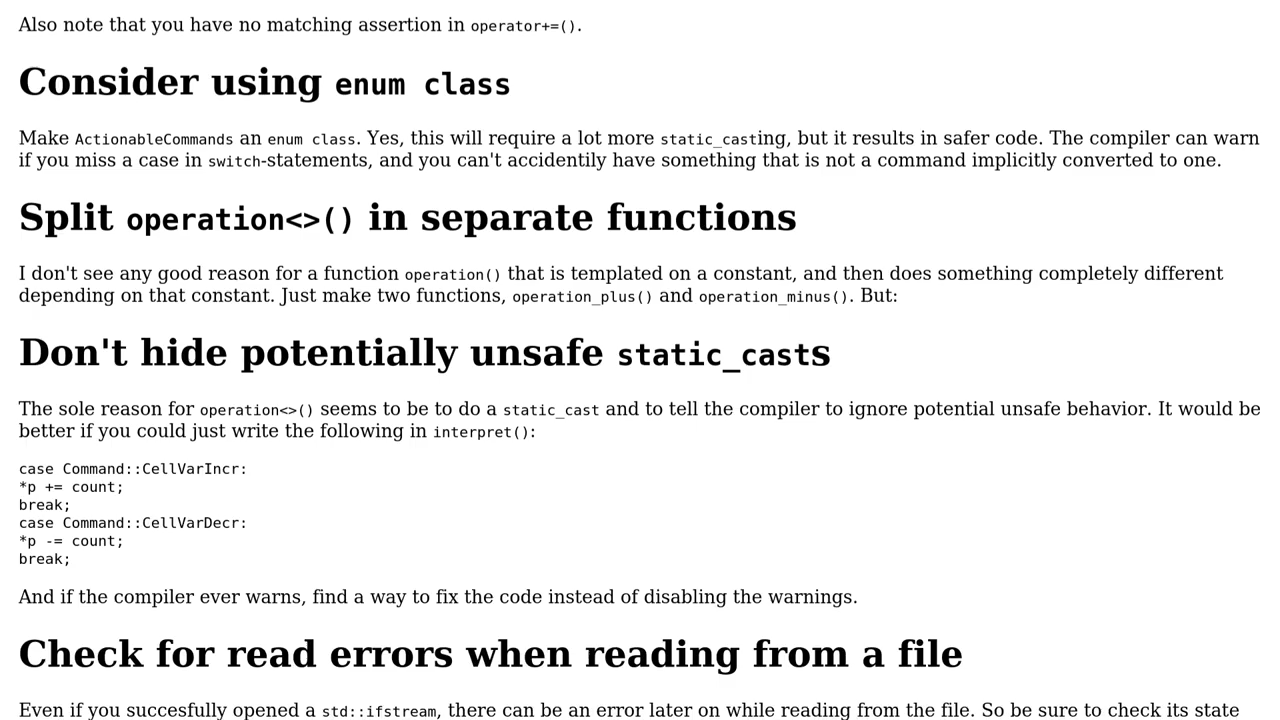 Also note that you have no matching assertion in operator+=().
Consider using enum class
Make ActionableCommands an enum class. Yes, this will require a lot more static_casting, but it results in safer code. The compiler can warn
if you miss a case in switch-statements, and you can't accidentily have something that is not a command implicitly converted to one.
Split operation<>() in separate functions
I don't see any good reason for a function operation() that is templated on a constant, and then does something completely different
depending on that constant. Just make two functions, operation_plus() and operation_minus(). But:
Don't hide potentially unsafe static_casts
The sole reason for operation<>() seems to be to do a static_cast and to tell the compiler to ignore potential unsafe behavior. It would be
better if you could just write the following in interpret():
case Command::CellVarIncr:
*p += count;
break;
case Command::CellVarDecr:
*p -= count;
break;
And if the compiler ever warns, find a way to fix the code instead of disabling the warnings.
Check for read errors when reading from a file
Even if you succesfully opened a std::ifstream, there can be an error later on while reading from the file. So be sure to check its state